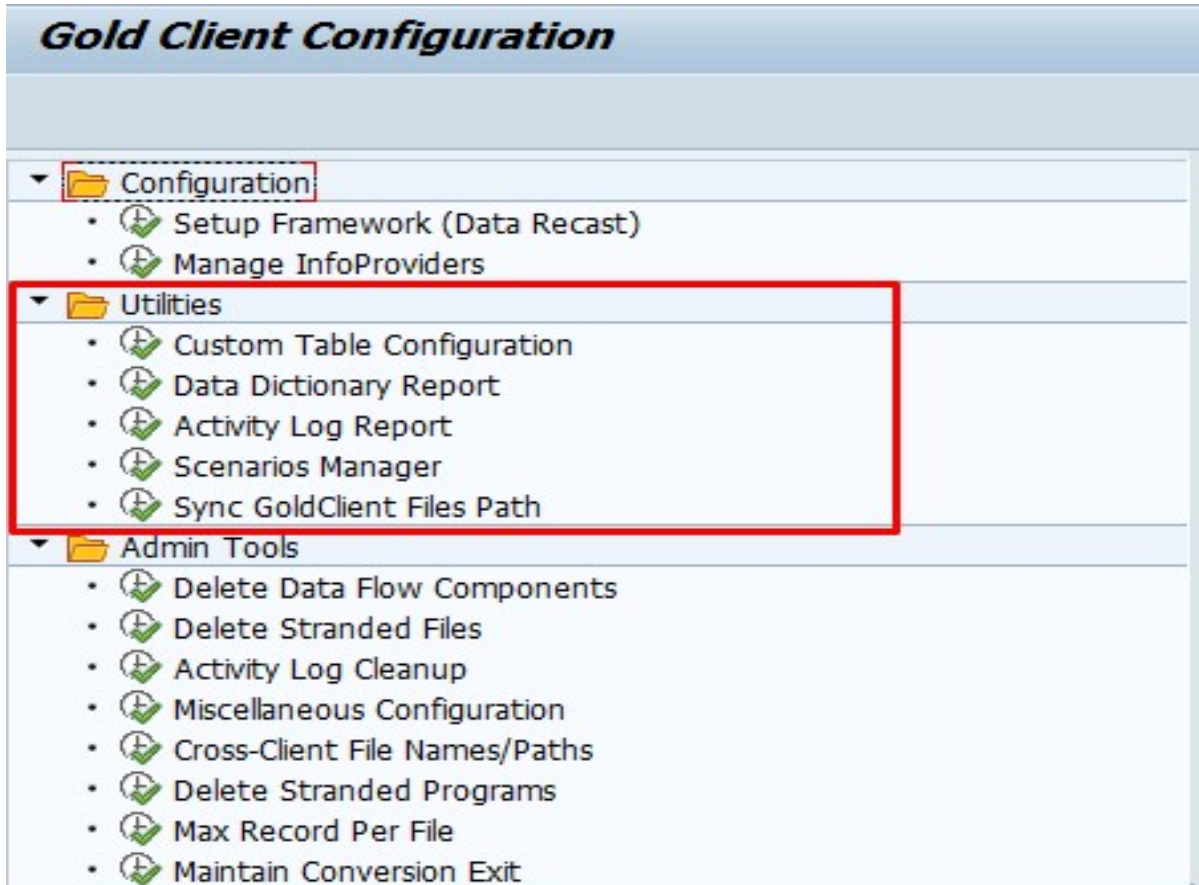 Gold Client Configuration
Configuration
Setup Framework (Data Recast)
Manage InfoProviders
Utilities
Custom Table Configuration
Data Dictionary Report
Activity Log Report
Scenarios Manager
Sync GoldClient Files Path
Admin Tools
Delete Data Flow Components
Delete Stranded Files
Activity Log Cleanup
Miscellaneous Configuration
Cross-Client File Names/Paths
Delete Stranded Programs
Max Record Per File
Maintain Conversion Exit